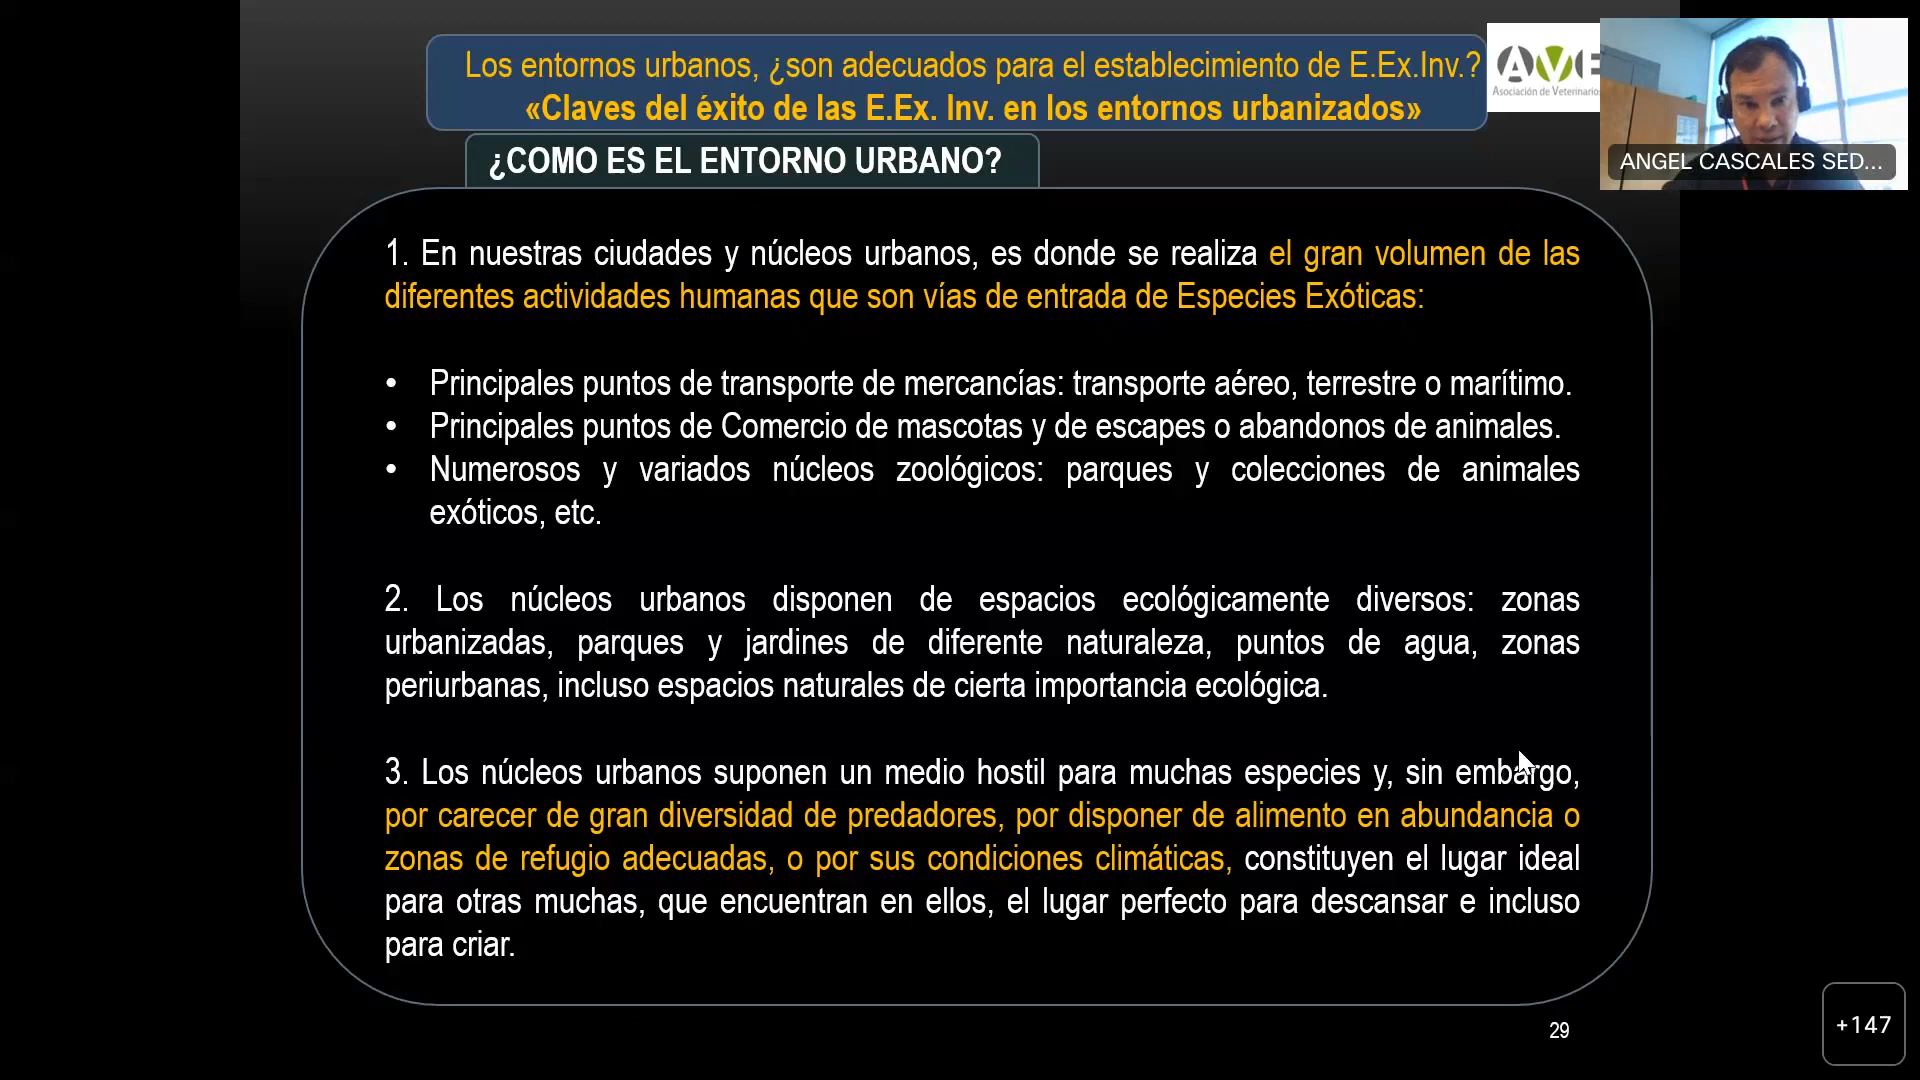 Los entornos urbanos, ¿son adecuados para el establecimiento de E.Ex.Inv.?
«Claves del éxito de las E.Ex. Inv. en los entornos urbanizados»
AVE
Asociación de Veterinarios
ANGEL CASCALES SED...
¿COMO ES EL ENTORNO URBANO?
1. En nuestras ciudades y núcleos urbanos, es donde se realiza el gran volumen de las
diferentes actividades humanas que son vías de entrada de Especies Exóticas:
• Principales puntos de transporte de mercancías: transporte aéreo, terrestre o marítimo.
• Principales puntos de Comercio de mascotas y de escapes o abandonos de animales.
• Numerosos y variados núcleos zoológicos: parques y colecciones de animales
exóticos, etc.
2. Los núcleos urbanos disponen de espacios ecológicamente diversos: zonas
urbanizadas, parques y jardines de diferente naturaleza, puntos de agua, zonas
periurbanas, incluso espacios naturales de cierta importancia ecológica.
3. Los núcleos urbanos suponen un medio hostil para muchas especies y, sin embargo,
por carecer de gran diversidad de predadores, por disponer de alimento en abundancia o
zonas de refugio adecuadas, o por sus condiciones climáticas, constituyen el lugar ideal
para otras muchas, que encuentran en ellos, el lugar perfecto para descansar e incluso
para criar.
29
+147